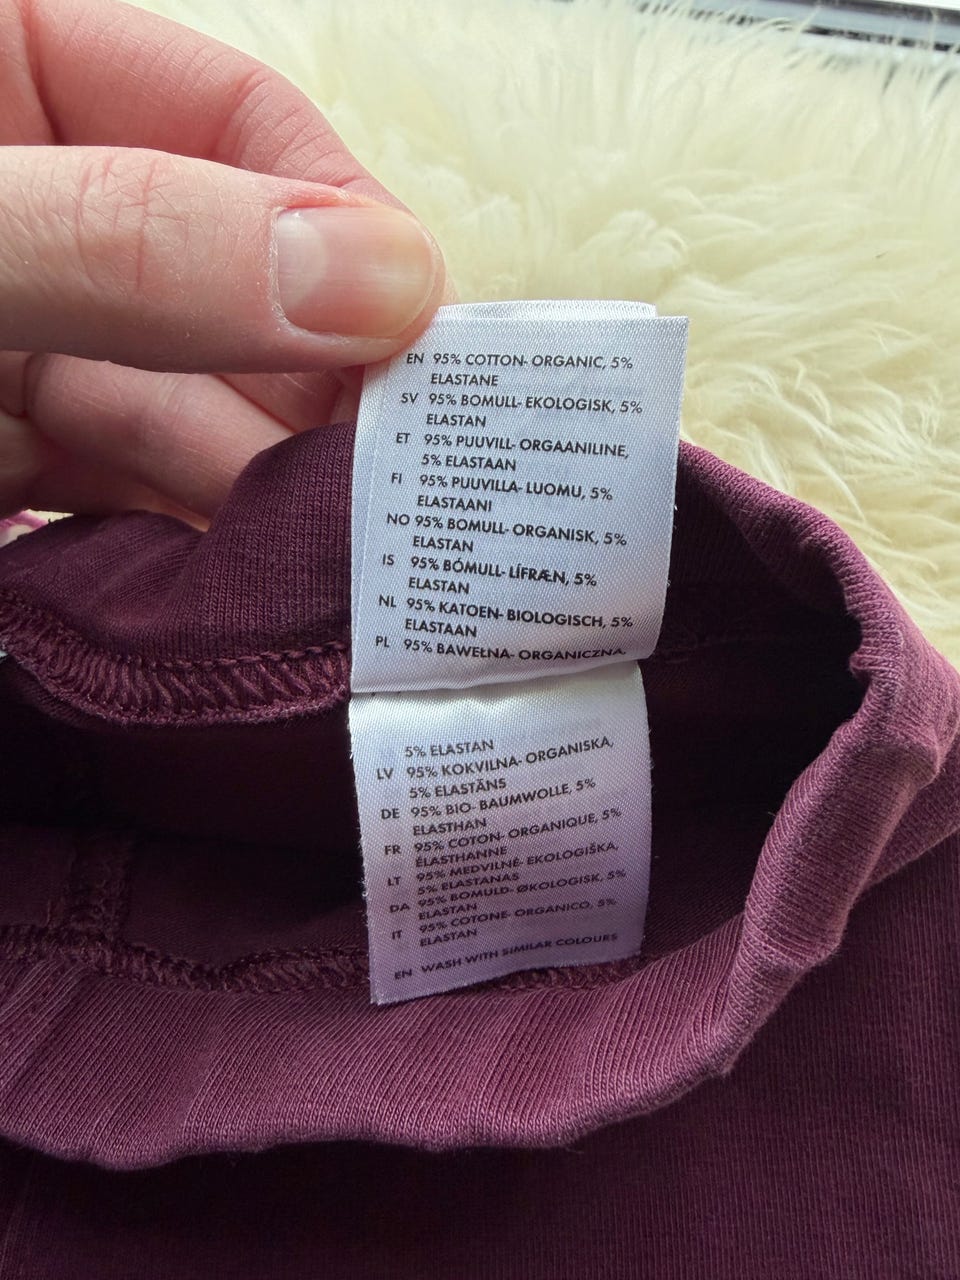 EN 95% COTTON- ORGANIC, 5%
ELASTANE
SV 95% BOMULL- EKOLOGISK, 5%
ELASTAN
ET 95% PUUVILL- ORGAANILINE,
5% ELASTAAN
FI 95% PUUVILLA- LUOMU, 5%
ELASTAANI
NO 95% BOMULL- ORGANISK, 5%
ELASTAN
IS 95% BÓMULL- LÍFRÆN, 5%
ELASTAN
NL 95% KATOEN- BIOLOGISCH, 5%
ELASTAAN
PL 95% BAWEŁNA- ORGANICZNA,
5% ELASTAN
LV 95% KOKVILNA- ORGANISKA,
5% ELASTĀNS
DE 95% BIO- BAUMWOLLE, 5%
ELASTHAN
FR 95% COTON- ORGANIQUE, 5%
ÉLASTHANNE
LT 95% MEDVILNĖ- EKOLOGIŠKA,
5% ELASTANAS
DA 95% BOMULD- ØKOLOGISK, 5%
ELASTAN
IT 95% COTONE- ORGANICO, 5%
ELASTAN
EN WASH WITH SIMILAR COLOURS